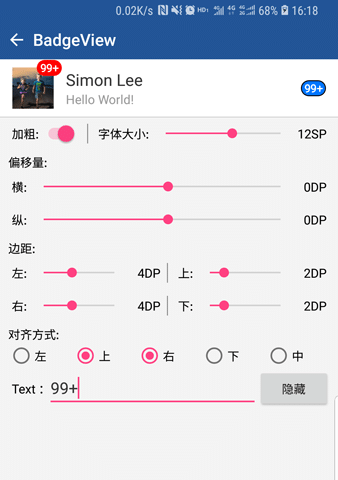 0.02K/s HD1 4G 4G 68% 16:18
BadgeView
99+
Simon Lee
Hello World!
99+
加粗: 字体大小: 12SP
偏移量:
横: 0DP
纵: 0DP
边距:
左: 4DP 上: 2DP
右: 4DP 下: 2DP
对齐方式:
左 上 右 下 中
Text： 99+ 隐藏